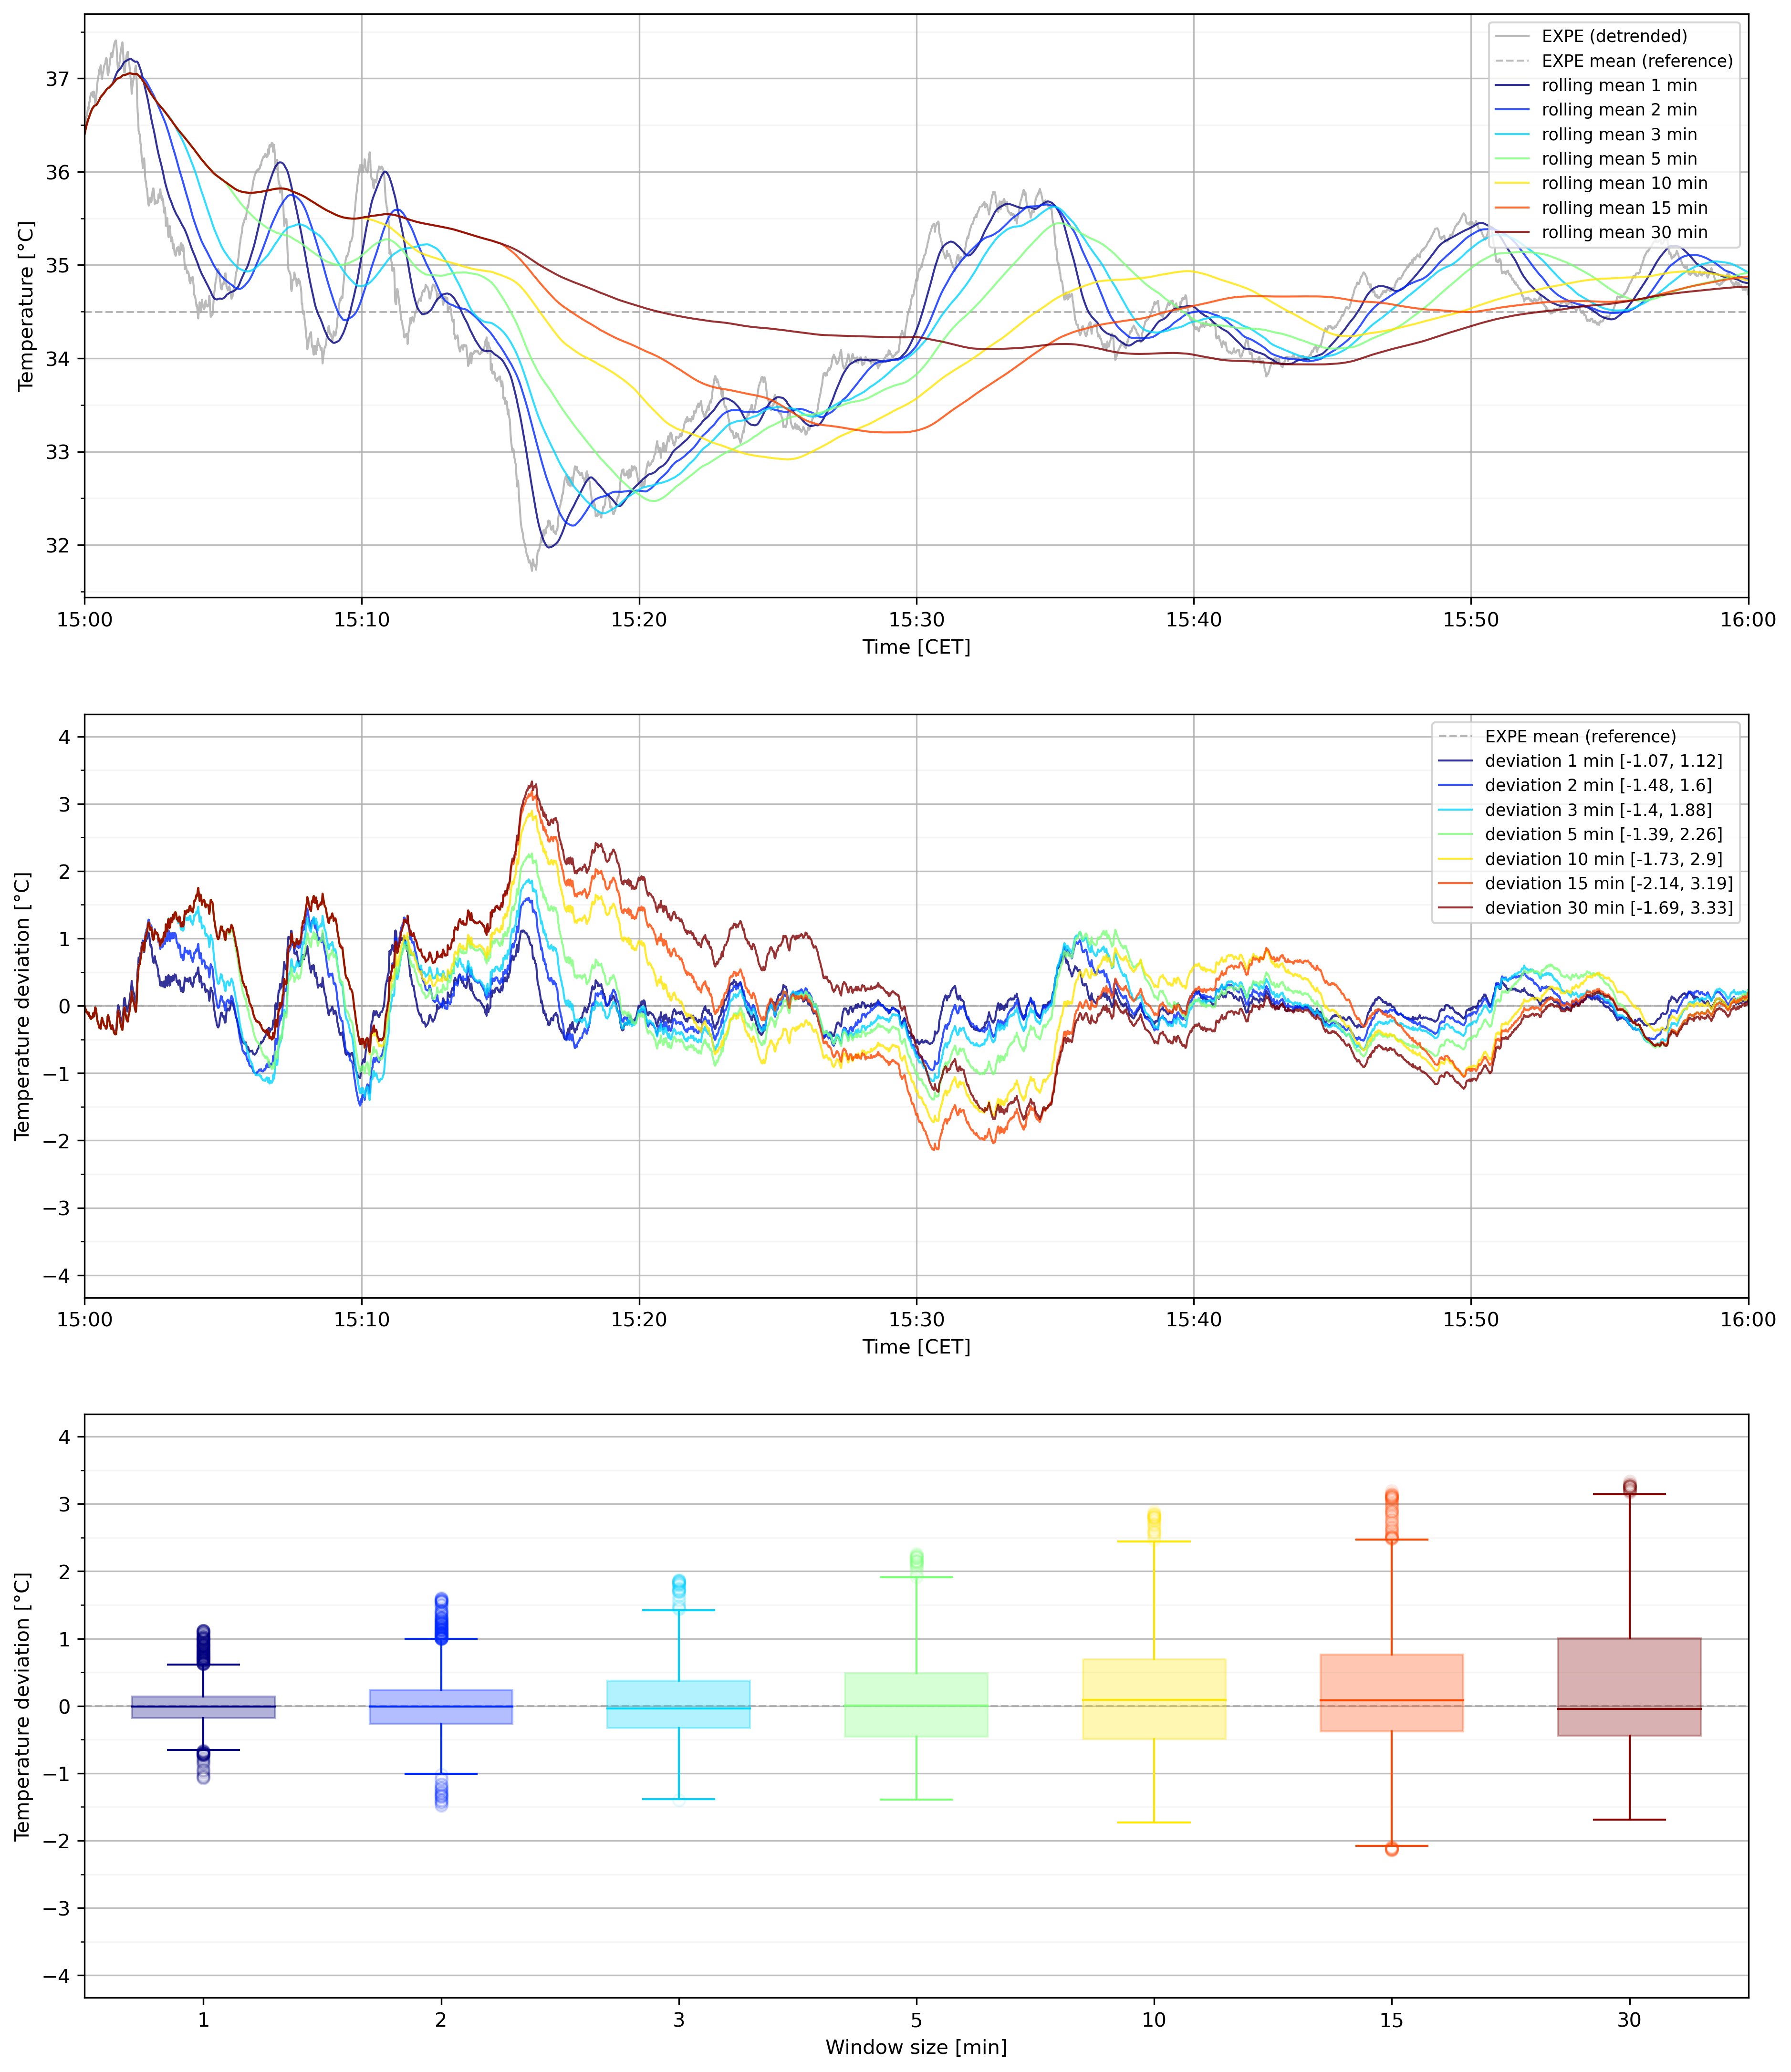 37
36
35
34
33
32
Temperature [°C]
EXPE (detrended)
EXPE mean (reference)
rolling mean 1 min
rolling mean 2 min
rolling mean 3 min
rolling mean 5 min
rolling mean 10 min
rolling mean 15 min
rolling mean 30 min
15:00 15:10 15:20 15:30 15:40 15:50 16:00
Time [CET]
4
3
2
1
0
−1
−2
−3
−4
Temperature deviation [°C]
EXPE mean (reference)
deviation 1 min [-1.07, 1.12]
deviation 2 min [-1.48, 1.6]
deviation 3 min [-1.4, 1.88]
deviation 5 min [-1.39, 2.26]
deviation 10 min [-1.73, 2.9]
deviation 15 min [-2.14, 3.19]
deviation 30 min [-1.69, 3.33]
15:00 15:10 15:20 15:30 15:40 15:50 16:00
Time [CET]
4
3
2
1
0
−1
−2
−3
−4
Temperature deviation [°C]
1 2 3 5 10 15 30
Window size [min]